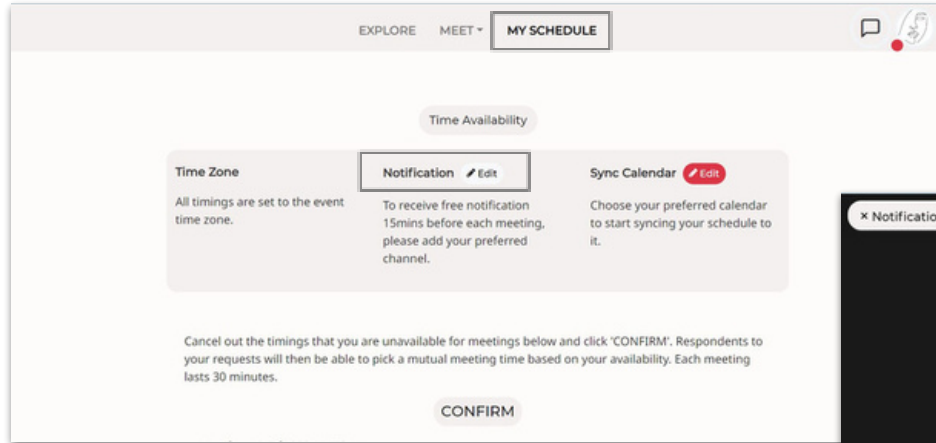 EXPLORE MEET MY SCHEDULE
Time Availability
Time Zone
All timings are set to the event
time zone.
Notification Edit
To receive free notification
15mins before each meeting,
please add your preferred
channel.
Sync Calendar Edit
Choose your preferred calendar
to start syncing your schedule to
it.
× Notificatio
Cancel out the timings that you are unavailable for meetings below and click 'CONFIRM'. Respondents to
your requests will then be able to pick a mutual meeting time based on your availability. Each meeting
lasts 30 minutes.
CONFIRM